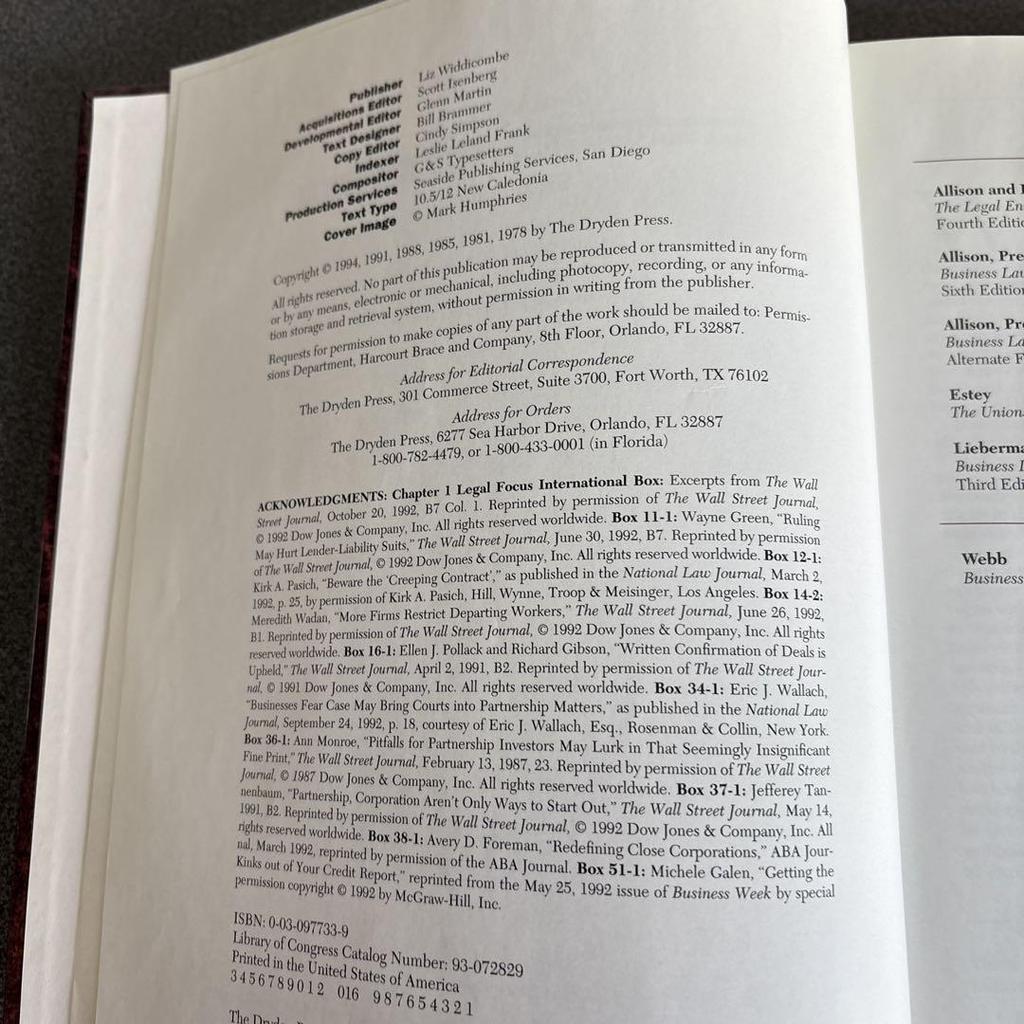 Publisher Liz Widdicombe
Acquisitions Editor Scott Isenberg
Developmental Editor Glenn Martin
Text Designer Bill Brammer
Copy Editor Cindy Simpson
Indexer Leslie Leland Frank
Compositor G&S Typesetters
Production Services Seaside Publishing Services, San Diego
Text Type 10.5/12 New Caledonia
Cover Image © Mark Humphries
Copyright © 1994, 1991, 1988, 1985, 1981, 1978 by The Dryden Press.
All rights reserved. No part of this publication may be reproduced or transmitted in any form
or by any means, electronic or mechanical, including photocopy, recording, or any informa-
tion storage and retrieval system, without permission in writing from the publisher.
Requests for permission to make copies of any part of the work should be mailed to: Permis-
sions Department, Harcourt Brace and Company, 8th Floor, Orlando, FL 32887.
Address for Editorial Correspondence
The Dryden Press, 301 Commerce Street, Suite 3700, Fort Worth, TX 76102
Address for Orders
The Dryden Press, 6277 Sea Harbor Drive, Orlando, FL 32887
1-800-782-4479, or 1-800-433-0001 (in Florida)
ACKNOWLEDGMENTS: Chapter 1 Legal Focus International Box: Excerpts from The Wall
Street Journal, October 20, 1992, B7 Col. 1. Reprinted by permission of The Wall Street Journal,
© 1992 Dow Jones & Company, Inc. All rights reserved worldwide. Box 11-1: Wayne Green, "Ruling
May Hurt Lender-Liability Suits," The Wall Street Journal, June 30, 1992, B7. Reprinted by permission
of The Wall Street Journal, © 1992 Dow Jones & Company, Inc. All rights reserved worldwide. Box 12-1:
Kirk A. Pasich, "Beware the 'Creeping Contract'," as published in the National Law Journal, March 2,
1992, p. 25, by permission of Kirk A. Pasich, Hill, Wynne, Troop & Meisinger, Los Angeles. Box 14-2:
Meredith Wadan, "More Firms Restrict Departing Workers," The Wall Street Journal, June 26, 1992,
B1. Reprinted by permission of The Wall Street Journal, © 1992 Dow Jones & Company, Inc. All rights
reserved worldwide. Box 16-1: Ellen J. Pollack and Richard Gibson, "Written Confirmation of Deals is
Upheld," The Wall Street Journal, April 2, 1991, B2. Reprinted by permission of The Wall Street Jour-
nal, © 1991 Dow Jones & Company, Inc. All rights reserved worldwide. Box 34-1: Eric J. Wallach,
"Businesses Fear Case May Bring Courts into Partnership Matters," as published in the National Law
Journal, September 24, 1992, p. 18, courtesy of Eric J. Wallach, Esq., Rosenman & Collin, New York.
Box 36-1: Ann Monroe, "Pitfalls for Partnership Investors May Lurk in That Seemingly Insignificant
Fine Print," The Wall Street Journal, February 13, 1987, 23. Reprinted by permission of The Wall Street
Journal, © 1987 Dow Jones & Company, Inc. All rights reserved worldwide. Box 37-1: Jefferey Tan-
nenbaum, "Partnership, Corporation Aren't Only Ways to Start Out," The Wall Street Journal, May 14,
1991, B2. Reprinted by permission of The Wall Street Journal, © 1992 Dow Jones & Company, Inc. All
rights reserved worldwide. Box 38-1: Avery D. Foreman, "Redefining Close Corporations," ABA Jour-
nal, March 1992, reprinted by permission of the ABA Journal. Box 51-1: Michele Galen, "Getting the
Kinks out of Your Credit Report," reprinted from the May 25, 1992 issue of Business Week by special
permission copyright © 1992 by McGraw-Hill, Inc.
ISBN: 0-03-097733-9
Library of Congress Catalog Number: 93-072829
Printed in the United States of America
3 4 5 6 7 8 9 0 1 2 016 9 8 7 6 5 4 3 2 1
The
Allison and
The Legal
Fourth
Allison,
Business
Sixth Edition
Allison,
Business
Alternate
Estey
The
Business
Third
Webb
Business